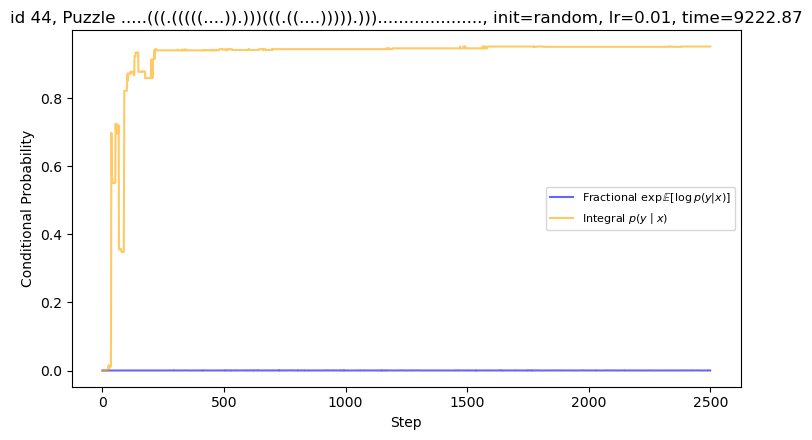 id 44, Puzzle .....(((.(((((....)).)))(((.((....))))).)))....................., init=random, lr=0.01, time=9222.87
Conditional Probability
0.8
0.6
0.4
0.2
0.0
Fractional exp𝔼[log p(y|x)]
Integral p(y | x)
0 500 1000 1500 2000 2500
Step